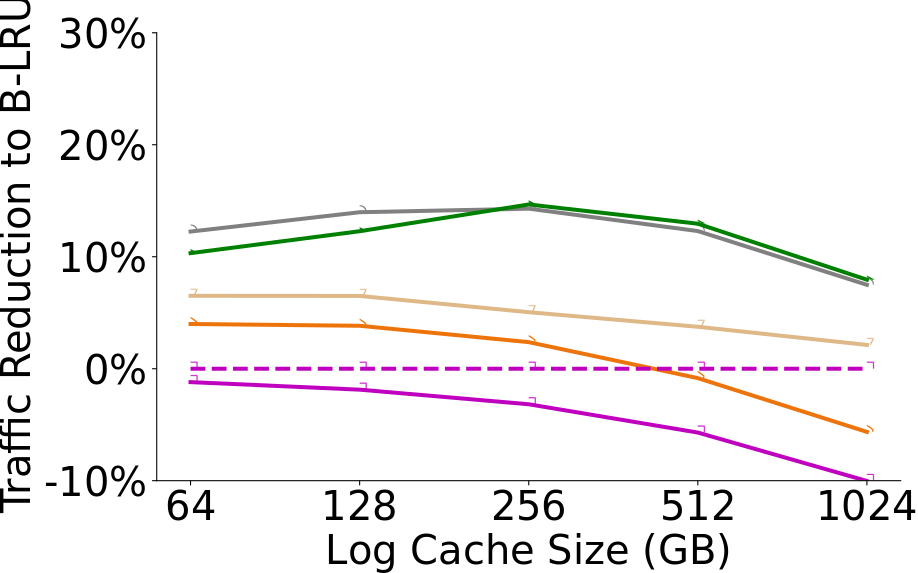 Traffic Reduction to B-LRU
30%
20%
10%
0%
-10%
64 128 256 512 1024
Log Cache Size (GB)